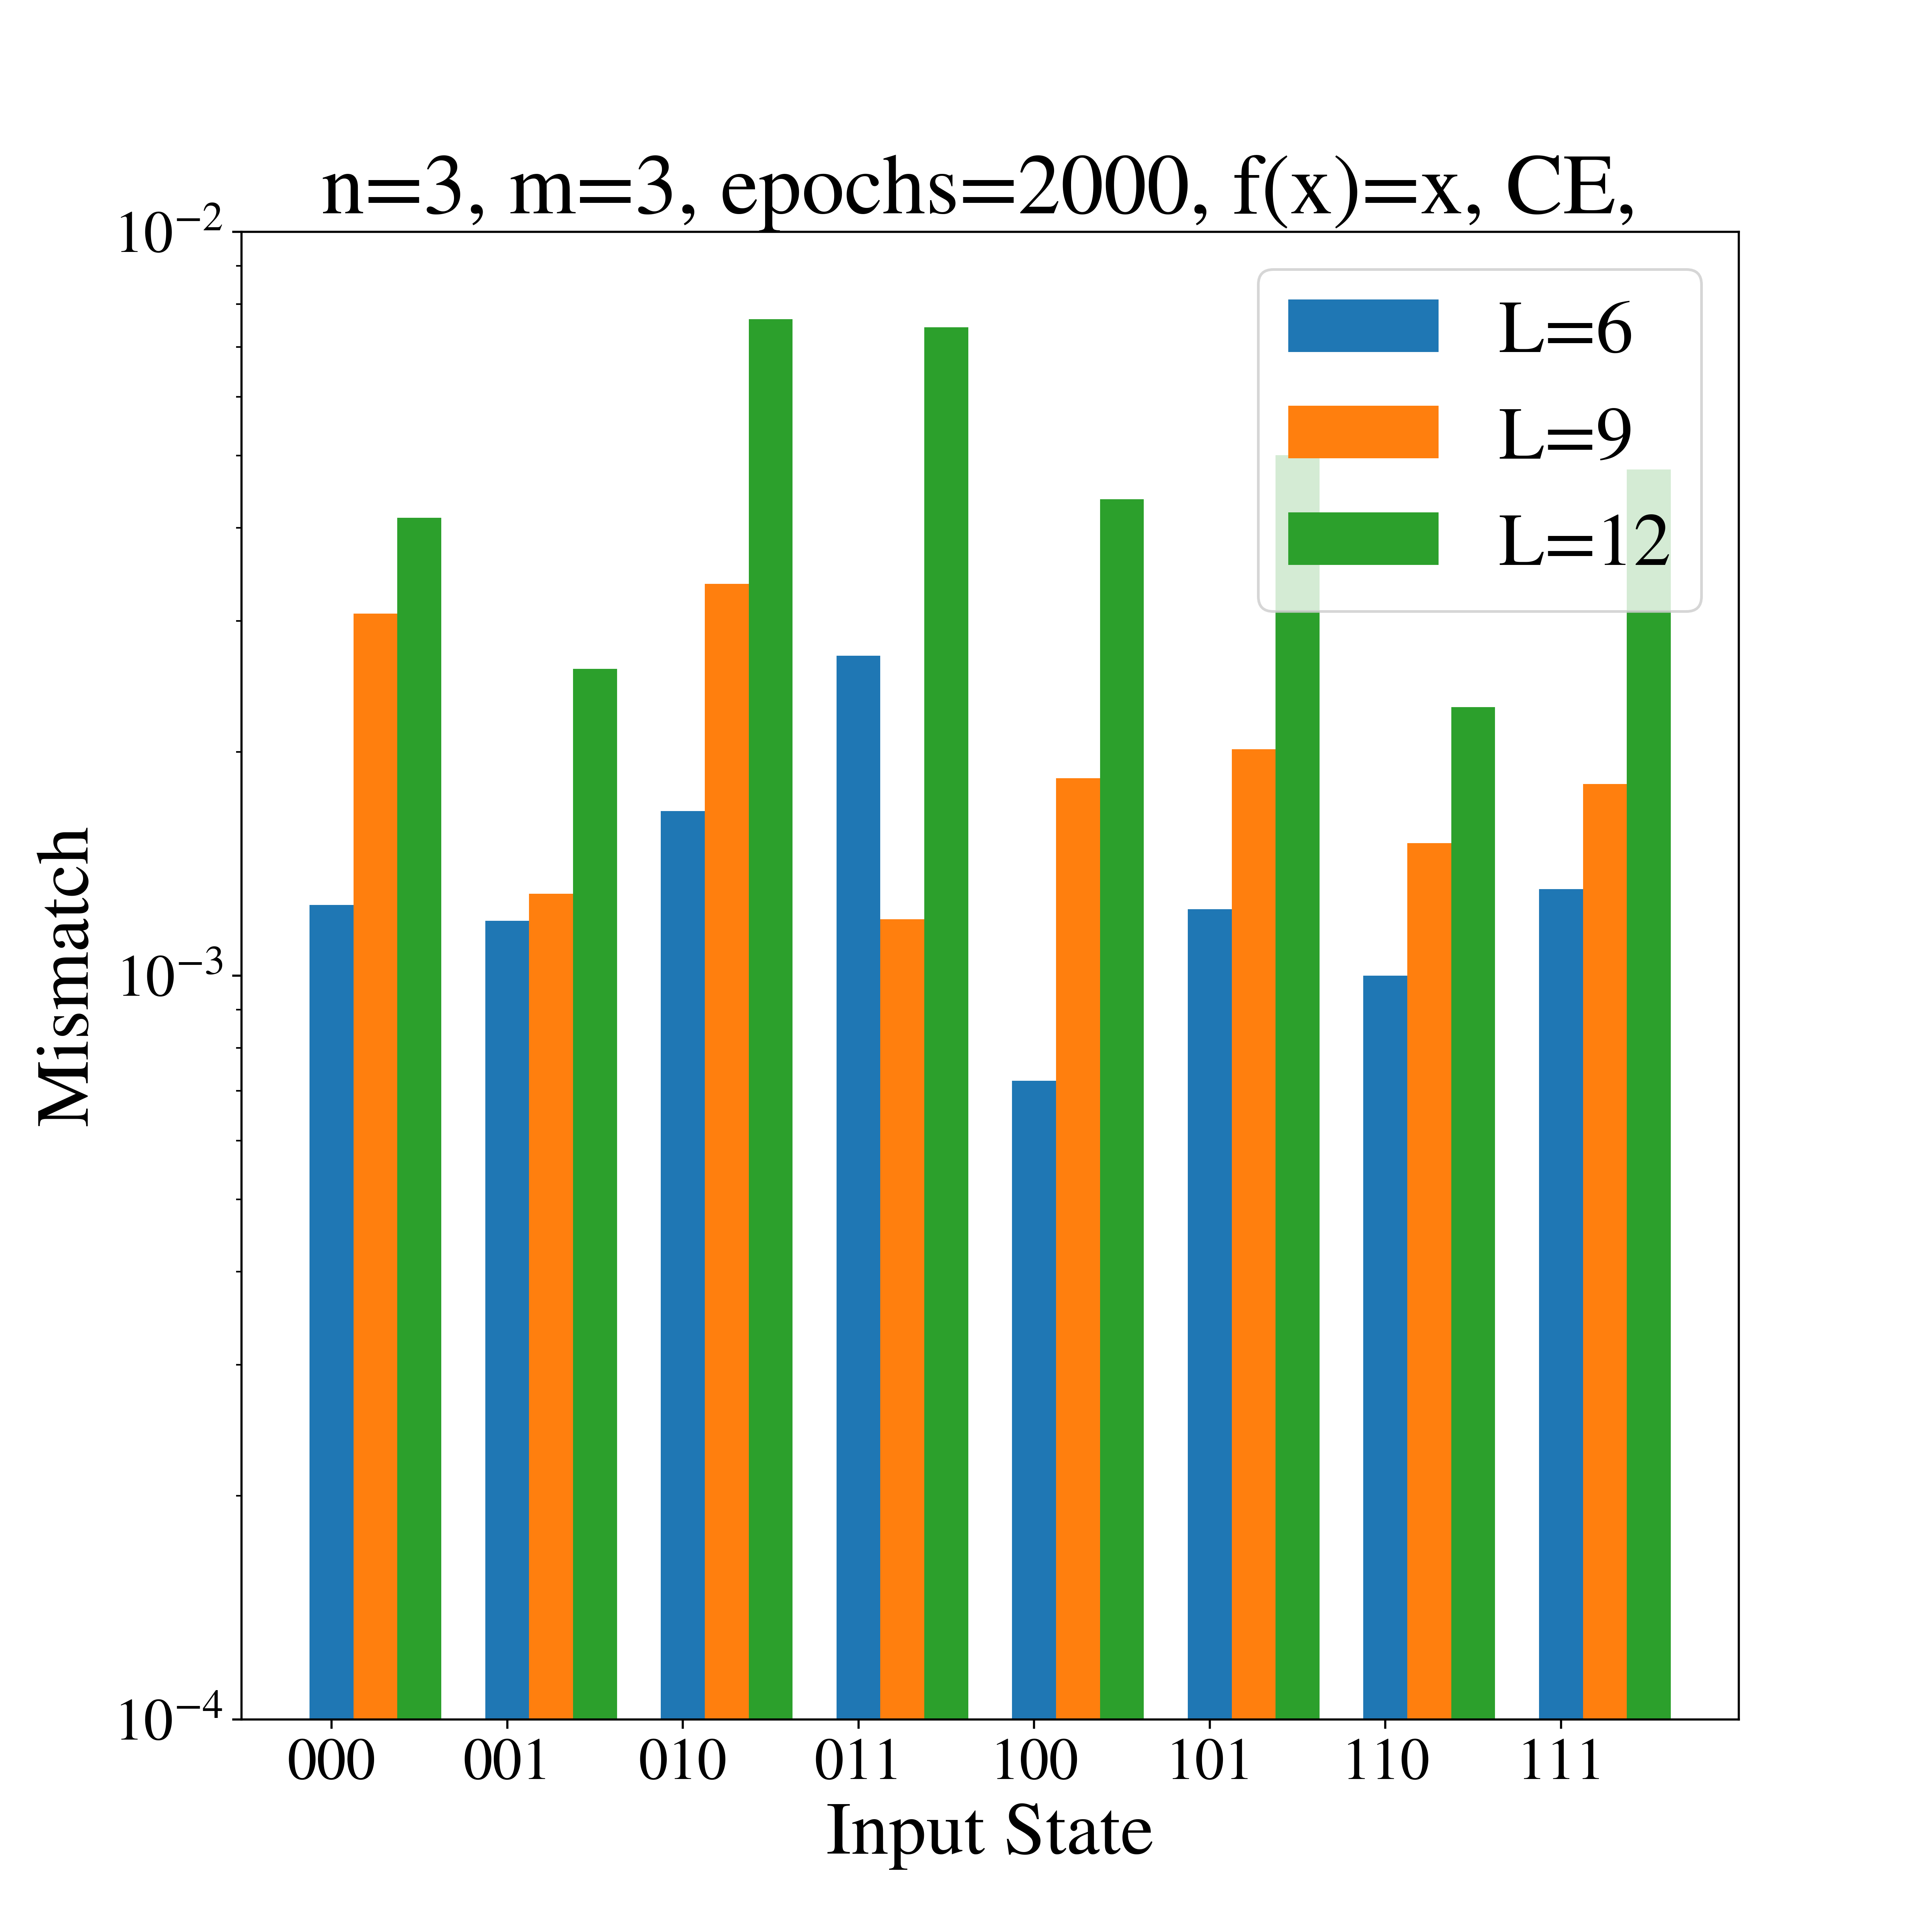 n=3, m=3, epochs=2000, f(x)=x, CE,
10⁻²
10⁻³
10⁻⁴
Mismatch
L=6
L=9
L=12
000 001 010 011 100 101 110 111
Input State